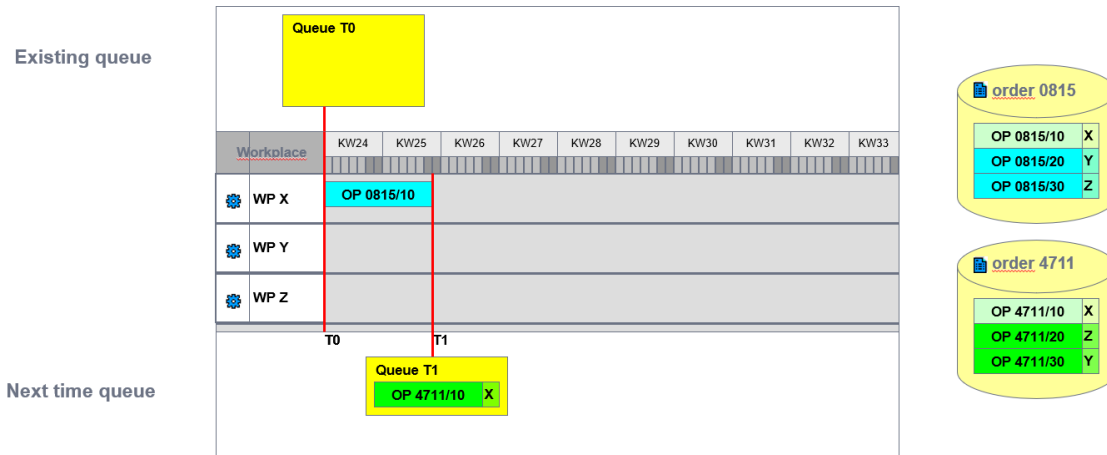 Queue T0
Existing queue
order 0815
Workplace
KW24 KW25 KW26 KW27 KW28 KW29 KW30 KW31 KW32 KW33
OP 0815/10 X
OP 0815/20 Y
OP 0815/30 Z
WP X OP 0815/10
WP Y
WP Z
order 4711
OP 4711/10 X
OP 4711/20 Z
OP 4711/30 Y
T0 T1
Queue T1
OP 4711/10 X
Next time queue